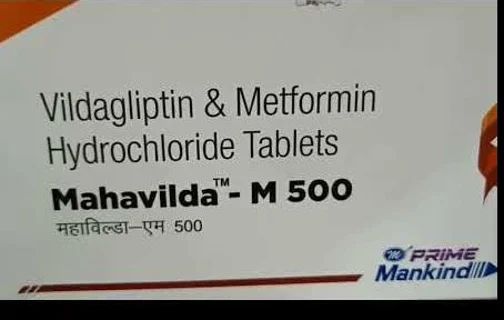 Vildagliptin & Metformin
Hydrochloride Tablets
Mahavilda™- M 500
महाविल्डा–एम 500
PRIME
Mankind